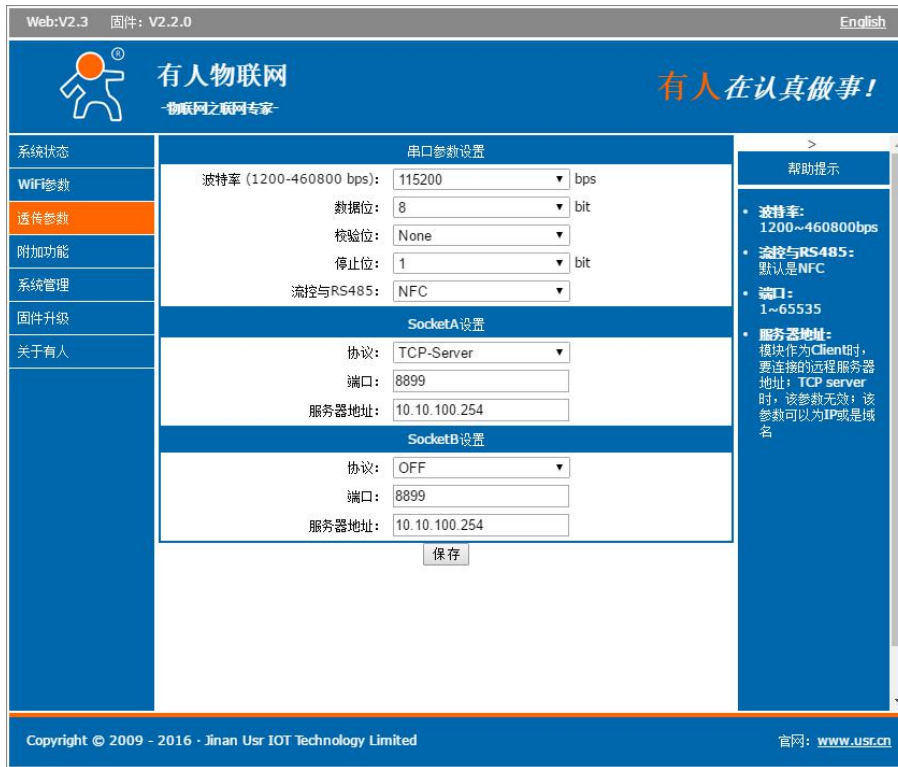 Web:V2.3 固件: V2.2.0 English
®
有人物联网
-物联网之联网专家-
有人在认真做事!
系统状态
WiFi参数
透传参数
附加功能
系统管理
固件升级
关于有人
串口参数设置
波特率 (1200-460800 bps): 115200 bps
数据位: 8 bit
校验位: None
停止位: 1 bit
流控与RS485: NFC
SocketA设置
协议: TCP-Server
端口: 8899
服务器地址: 10.10.100.254
SocketB设置
协议: OFF
端口: 8899
服务器地址: 10.10.100.254
保存
>
帮助提示
• 波特率:
1200~460800bps
• 流控与RS485:
默认是NFC
• 端口:
1~65535
• 服务器地址:
模块作为Client时,
要连接的远程服务器
地址; TCP server
时, 该参数无效; 该
参数可以为IP或是域
名
Copyright © 2009 - 2016 · Jinan Usr IOT Technology Limited
官网: www.usr.cn